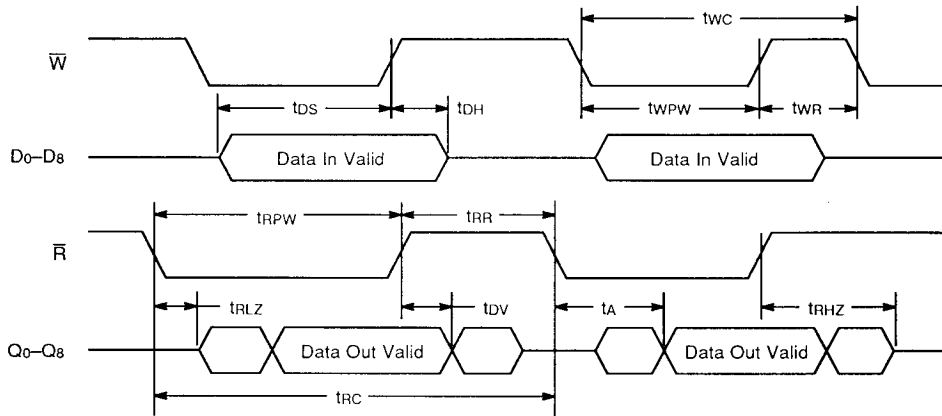 tWC
W̅
tDS
tDH
tWPW
tWR
D0–D8
Data In Valid
Data In Valid
tRPW
tRR
R̅
tRLZ
tDV
tA
tRHZ
Q0–Q8
Data Out Valid
Data Out Valid
tRC